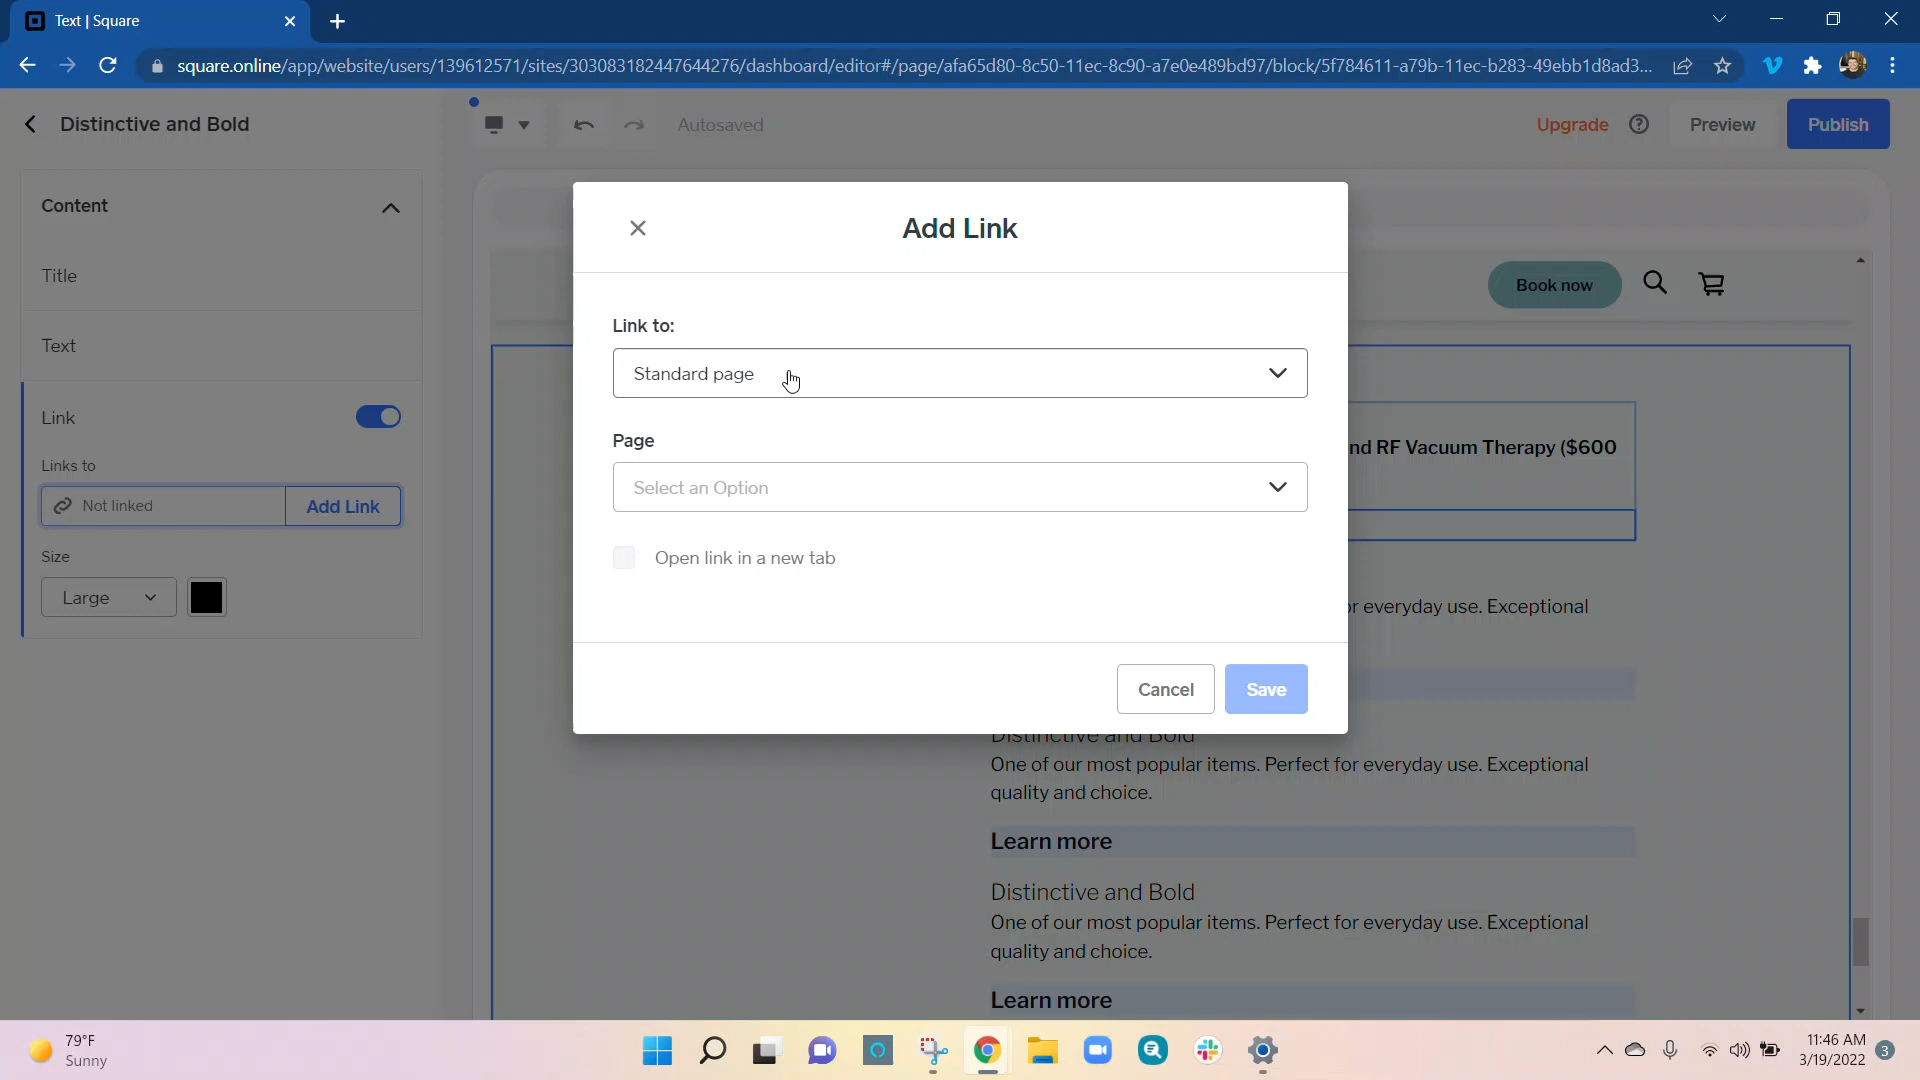 Text | Square
square.online/app/website/users/139612571/sites/303083182447644276/dashboard/editor#/page/afa65d80-8c50-11ec-8c90-a7e0e489bd97/block/5f784611-a79b-11ec-b283-49ebb1d8ad3...
Distinctive and Bold
Autosaved
Upgrade
Preview
Publish
Content
Title
Text
Link
Links to
Not linked
Add Link
Size
Large
Add Link
Link to:
Standard page
Page
Select an Option
Open link in a new tab
Cancel
Save
Book now
nd RF Vacuum Therapy ($600
or everyday use. Exceptional
Distinctive and Bold
One of our most popular items. Perfect for everyday use. Exceptional
quality and choice.
Learn more
Distinctive and Bold
One of our most popular items. Perfect for everyday use. Exceptional
quality and choice.
Learn more
79°F
Sunny
11:46 AM
3/19/2022
3